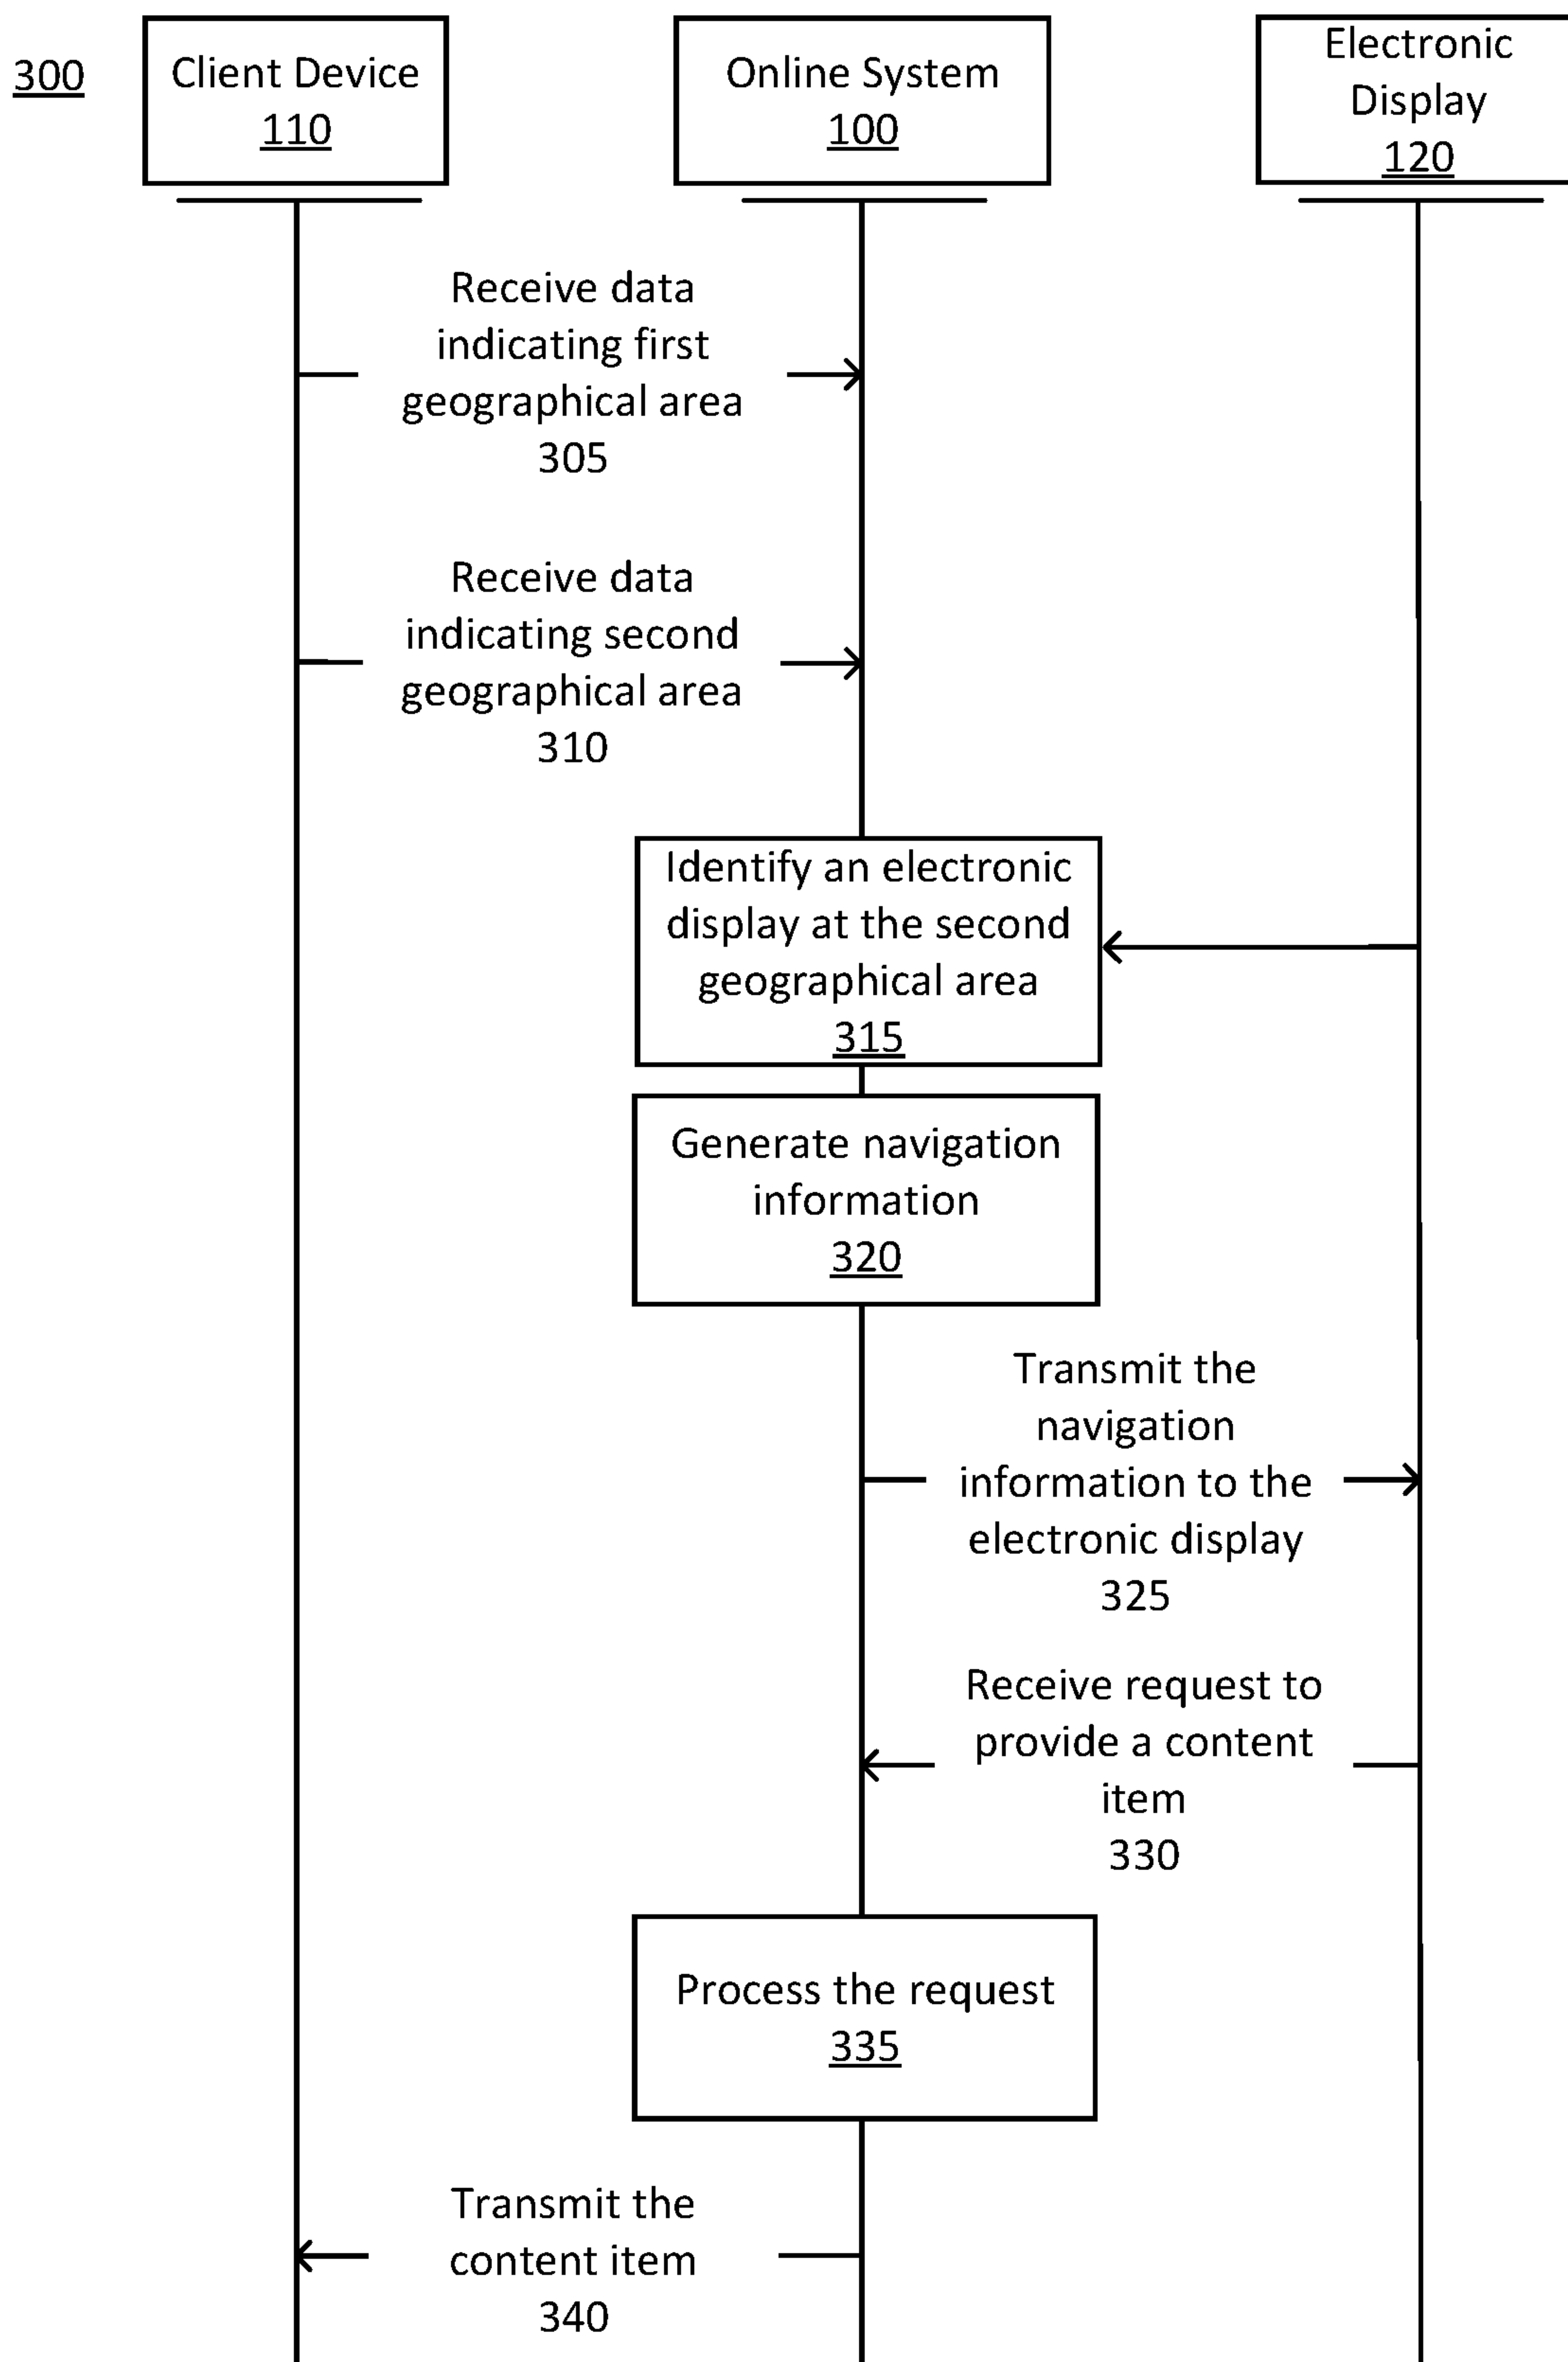 300
Client Device
110
Online System
100
Electronic
Display
120
Receive data
indicating first
geographical area
305
Receive data
indicating second
geographical area
310
Identify an electronic
display at the second
geographical area
315
Generate navigation
information
320
Transmit the
navigation
information to the
electronic display
325
Receive request to
provide a content
item
330
Process the request
335
Transmit the
content item
340